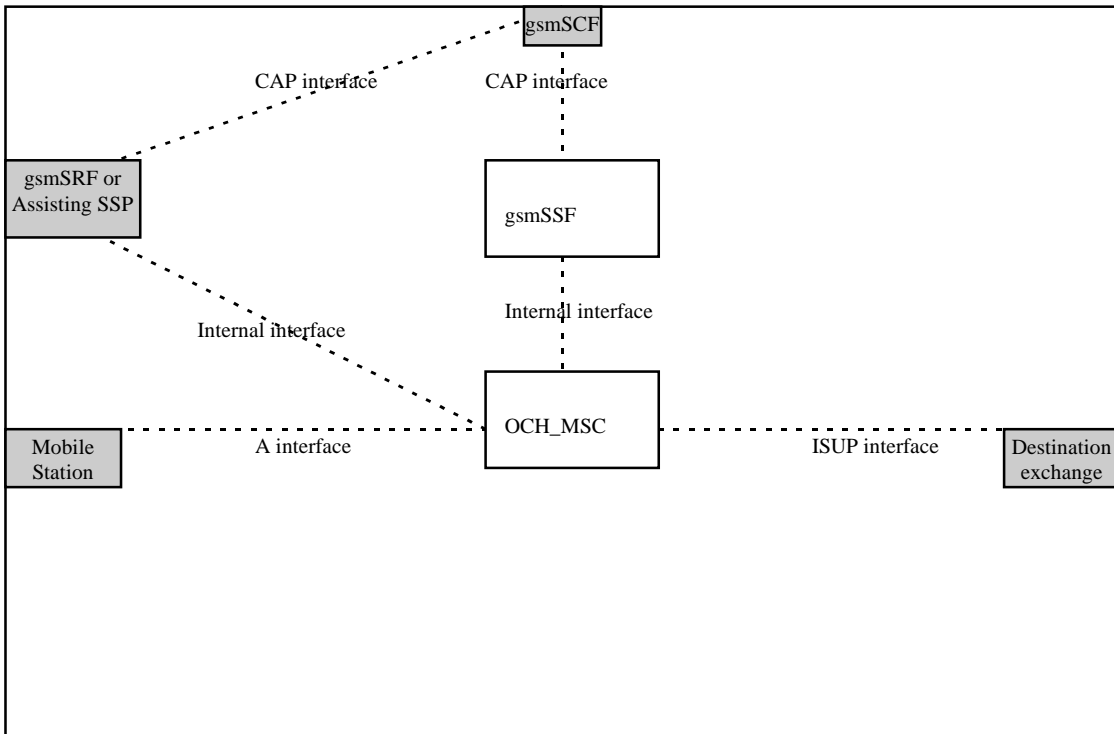 gsmSCF
CAP interface
CAP interface
gsmSRF or
Assisting SSP
gsmSSF
Internal interface
Internal interface
OCH_MSC
A interface
ISUP interface
Mobile
Station
Destination
exchange